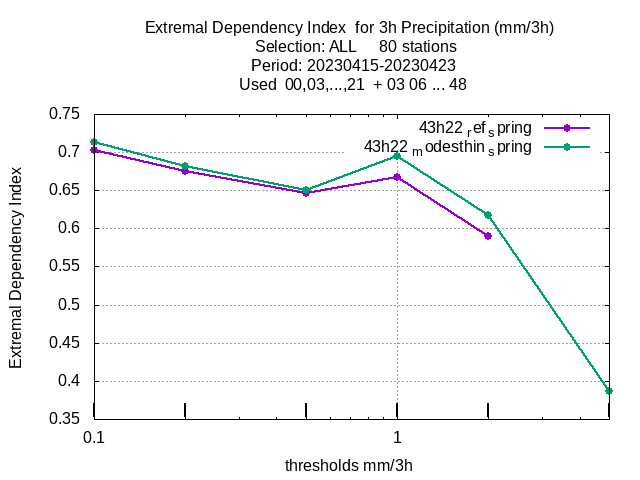 Extremal Dependency Index  for 3h Precipitation (mm/3h)
Selection: ALL     80 stations
Period: 20230415-20230423
Used  00,03,...,21  + 03 06 ... 48
43h22 ref spring
43h22 modesthin spring
Extremal Dependency Index
0.75
0.7
0.65
0.6
0.55
0.5
0.45
0.4
0.35
0.1
1
thresholds mm/3h